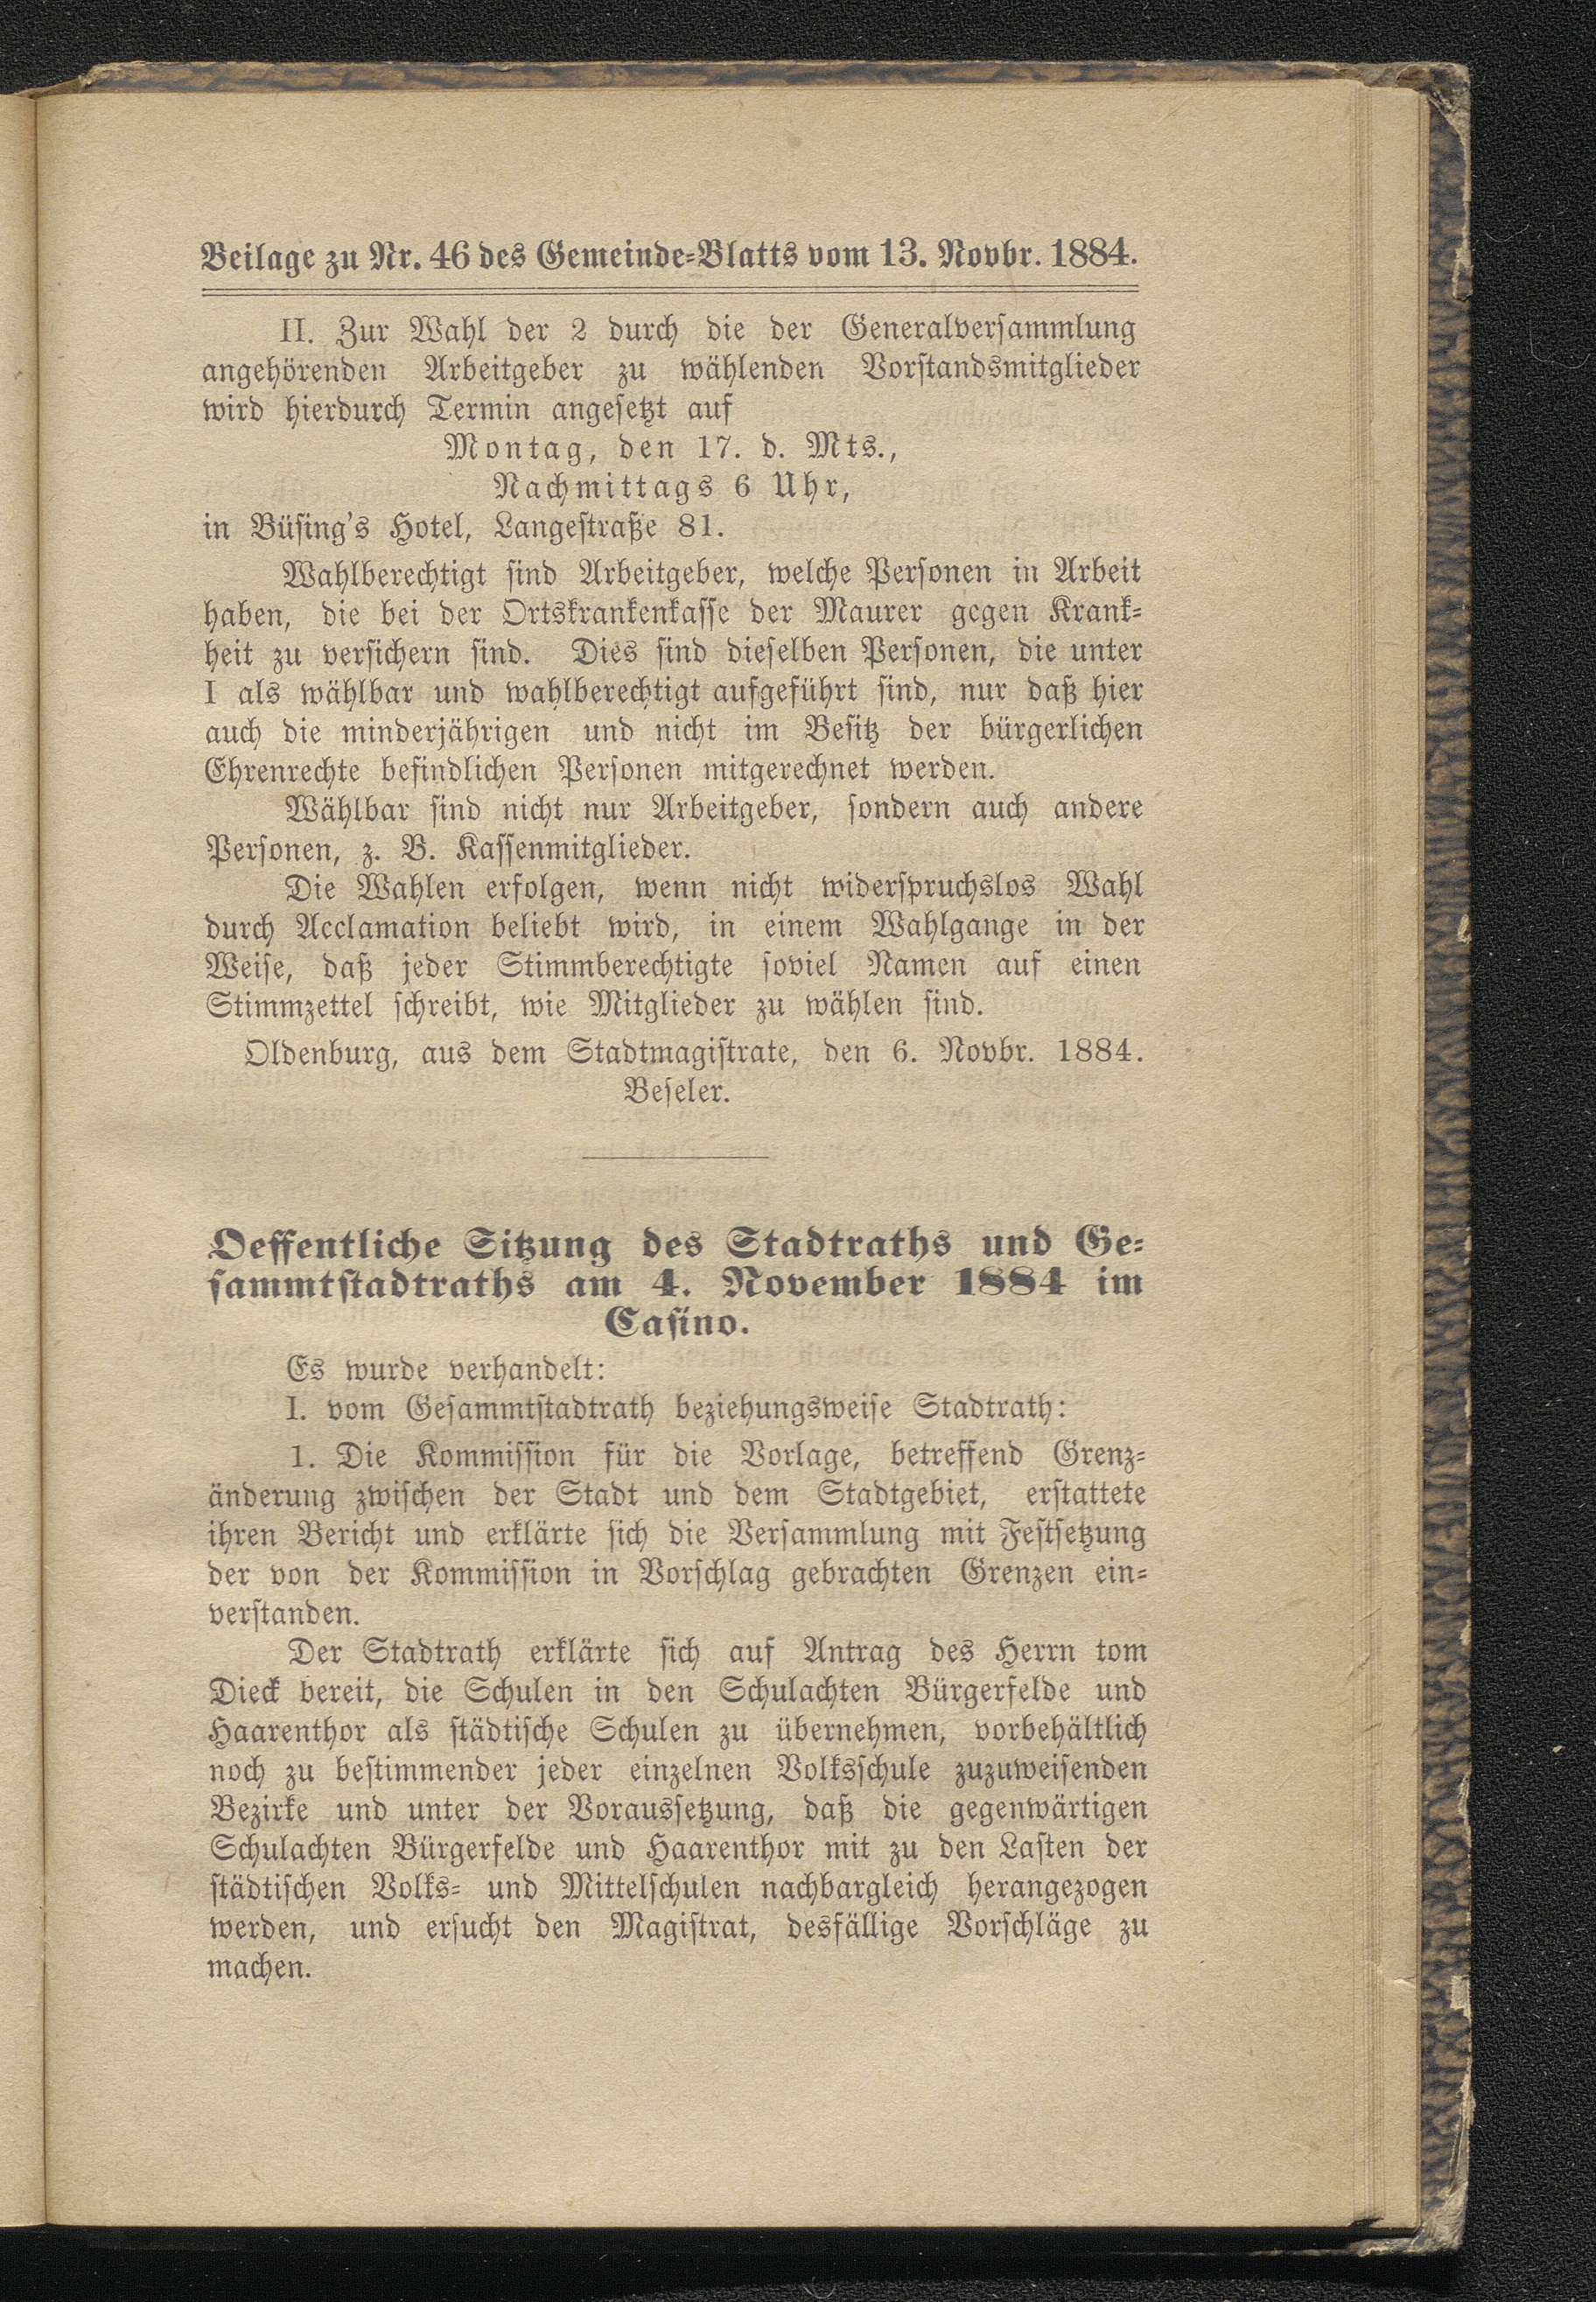 Beilage zu Nr. 46 des Gemeinde-Blatts vom 13. Novbr. 1884.
II. Zur Wahl der 2 durch die der Generalversammlung
angehörenden Arbeitgeber zu wählenden Vorstandsmitglieder
wird hierdurch Termin angesetzt auf
Montag, den 17. d. Mts.,
Nachmittags 6 Uhr,
in Büsing's Hotel, Langestraße 81.
Wahlberechtigt sind Arbeitgeber, welche Personen in Arbeit
haben, die bei der Ortskrankenkasse der Maurer gegen Krank-
heit zu versichern sind. Dies sind dieselben Personen, die unter
I als wählbar und wahlberechtigt aufgeführt sind, nur daß hier
auch die minderjährigen und nicht im Besitz der bürgerlichen
Ehrenrechte befindlichen Personen mitgerechnet werden.
Wählbar sind nicht nur Arbeitgeber, sondern auch andere
Personen, z. B. Kassenmitglieder.
Die Wahlen erfolgen, wenn nicht widerspruchslos Wahl
durch Acclamation beliebt wird, in einem Wahlgange in der
Weise, daß jeder Stimmberechtigte soviel Namen auf einen
Stimmzettel schreibt, wie Mitglieder zu wählen sind.
Oldenburg, aus dem Stadtmagistrate, den 6. Novbr. 1884.
Beseler.
Oeffentliche Sitzung des Stadtraths und Ge-
sammtstadtraths am 4. November 1884 im
Casino.
Es wurde verhandelt:
I. vom Gesammtstadtrath beziehungsweise Stadtrath:
1. Die Kommission für die Vorlage, betreffend Grenz-
änderung zwischen der Stadt und dem Stadtgebiet, erstattete
ihren Bericht und erklärte sich die Versammlung mit Festsetzung
der von der Kommission in Vorschlag gebrachten Grenzen ein-
verstanden.
Der Stadtrath erklärte sich auf Antrag des Herrn tom
Dieck bereit, die Schulen in den Schulachten Bürgerfelde und
Haarenthor als städtische Schulen zu übernehmen, vorbehältlich
noch zu bestimmender jeder einzelnen Volksschule zuzuweisenden
Bezirke und unter der Voraussetzung, daß die gegenwärtigen
Schulachten Bürgerfelde und Haarenthor mit zu den Lasten der
städtischen Volks- und Mittelschulen nachbargleich herangezogen
werden, und ersucht den Magistrat, desfällige Vorschläge zu
machen.